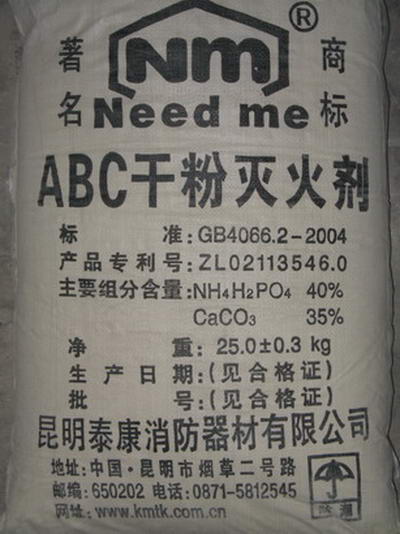 著名 Nm® 商标
Need me
ABC干粉灭火剂
标 准:GB4066.2-2004
产品专利号:ZL02113546.0
主要组分含量:NH4H2PO4 40%
CaCO3 35%
净 重: 25.0±0.3 kg
生产日期:(见合格证)
批 号:(见合格证)
昆明泰康消防器材有限公司
地址:中国·昆明市烟草二号路
邮编:650202 电话:0871-5812545
网址:www.kmtk.com.cn